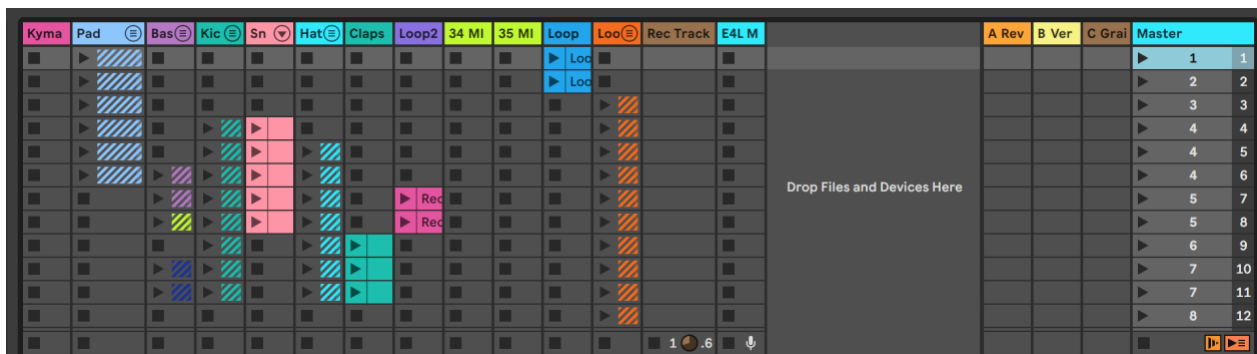 Kyma Pad Bas Kic Sn Hat Claps Loop2 34 MI 35 MI Loop Loo Rec Track E4L M A Rev B Ver C Grai Master
Loo 1 1
Loo 2 2
3 3
4 4
4 5
4 6
Drop Files and Devices Here
Rec 5 7
Rec 5 8
6 9
7 10
7 11
8 12
1 .6